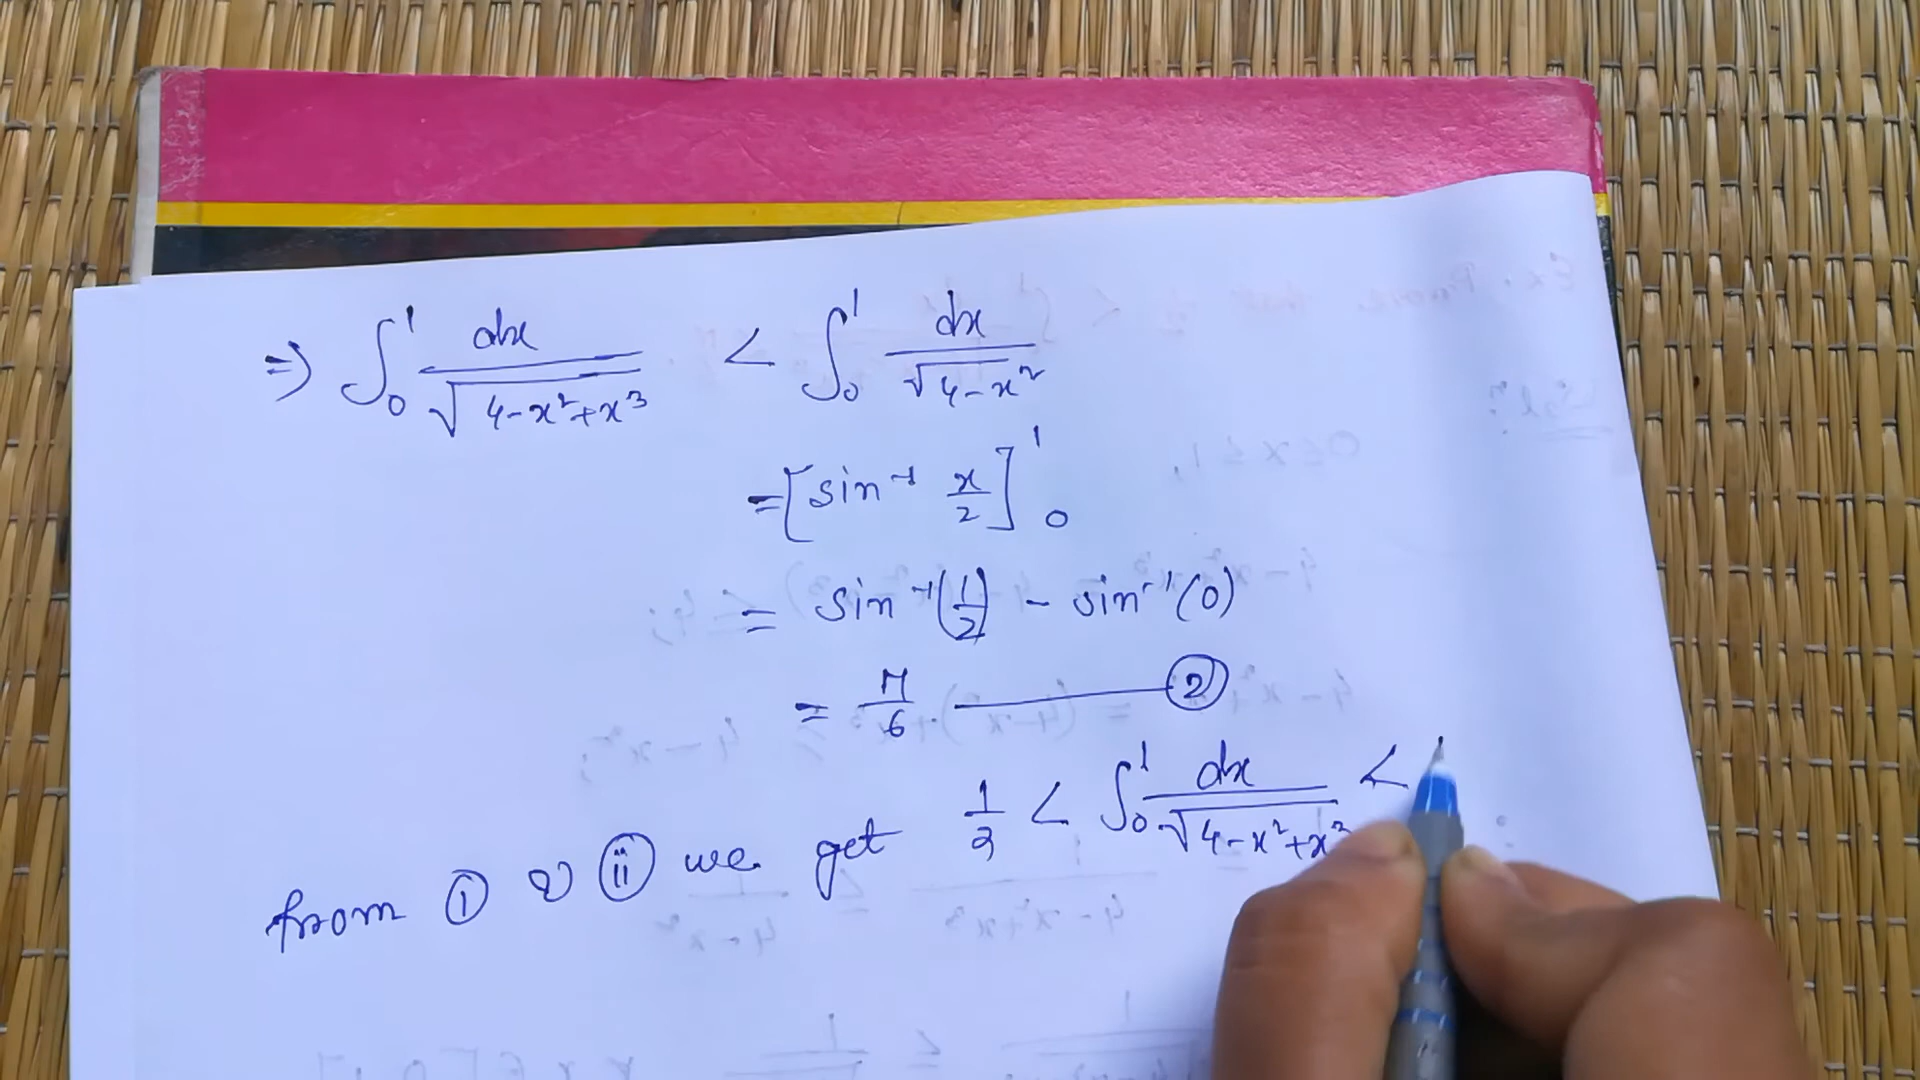 ⇒ ∫₀¹ dx/√(4-x²+x³) < ∫₀¹ dx/√(4-x²)
= [sin⁻¹ x/2]₀¹
= sin⁻¹(1/2) - sin⁻¹(0)
= π/6 ——— ②
from ① & ⓘⓘ we get 1/2 < ∫₀¹ dx/√(4-x²+x³) <